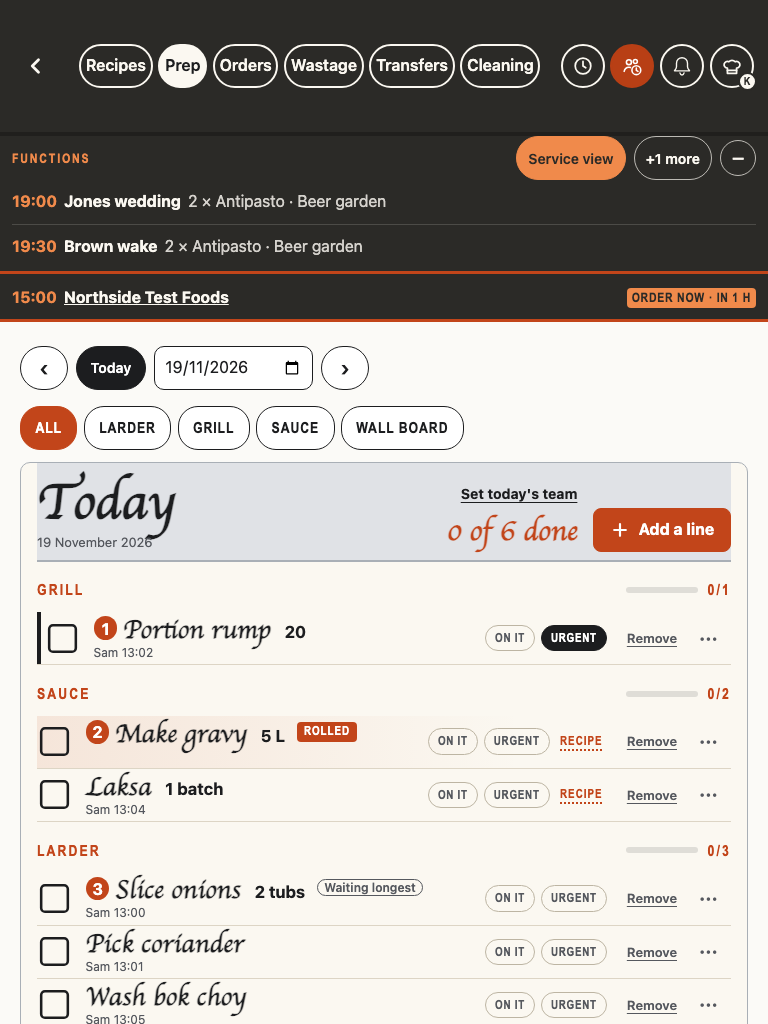 Recipes Prep Orders Wastage Transfers Cleaning K
FUNCTIONS Service view +1 more
19:00 Jones wedding 2 × Antipasto · Beer garden
19:30 Brown wake 2 × Antipasto · Beer garden
15:00 Northside Test Foods ORDER NOW · IN 1 H
Today 19/11/2026
ALL LARDER GRILL SAUCE WALL BOARD
Today Set today's team
19 November 2026 0 of 6 done + Add a line
GRILL 0/1
1 Portion rump 20 ON IT URGENT Remove ...
Sam 13:02
SAUCE 0/2
2 Make gravy 5 L ROLLED ON IT URGENT RECIPE Remove ...
Laksa 1 batch ON IT URGENT RECIPE Remove ...
Sam 13:04
LARDER 0/3
3 Slice onions 2 tubs Waiting longest ON IT URGENT Remove ...
Sam 13:00
Pick coriander ON IT URGENT Remove ...
Sam 13:01
Wash bok choy ON IT URGENT Remove ...
Sam 13:05